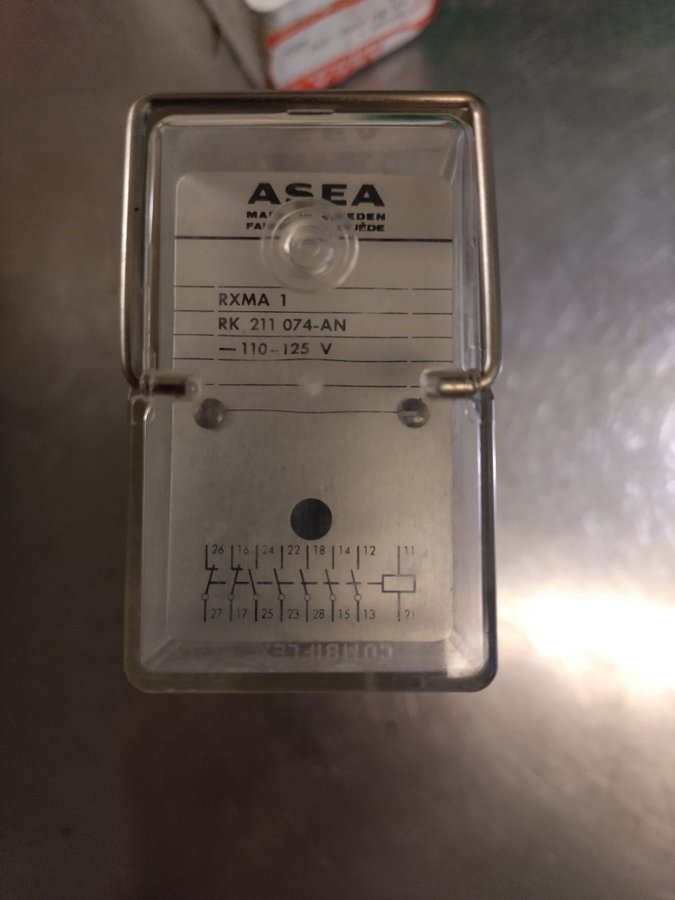 ASEA
RXMA 1
RK 211 074-AN
— 110-125 V
26 16 24 22 18 14 12 11
27 17 25 23 28 15 13 21
COMBIFLEX